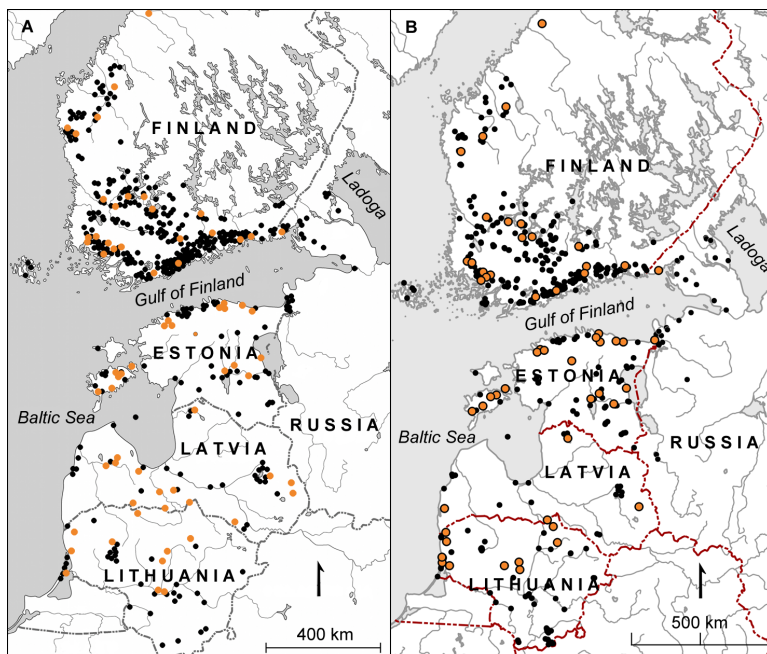 A
FINLAND
Ladoga
Gulf of Finland
ESTONIA
Baltic Sea
RUSSIA
LATVIA
LITHUANIA
400 km
B
FINLAND
Ladoga
Gulf of Finland
ESTONIA
Baltic Sea
RUSSIA
LATVIA
LITHUANIA
500 km